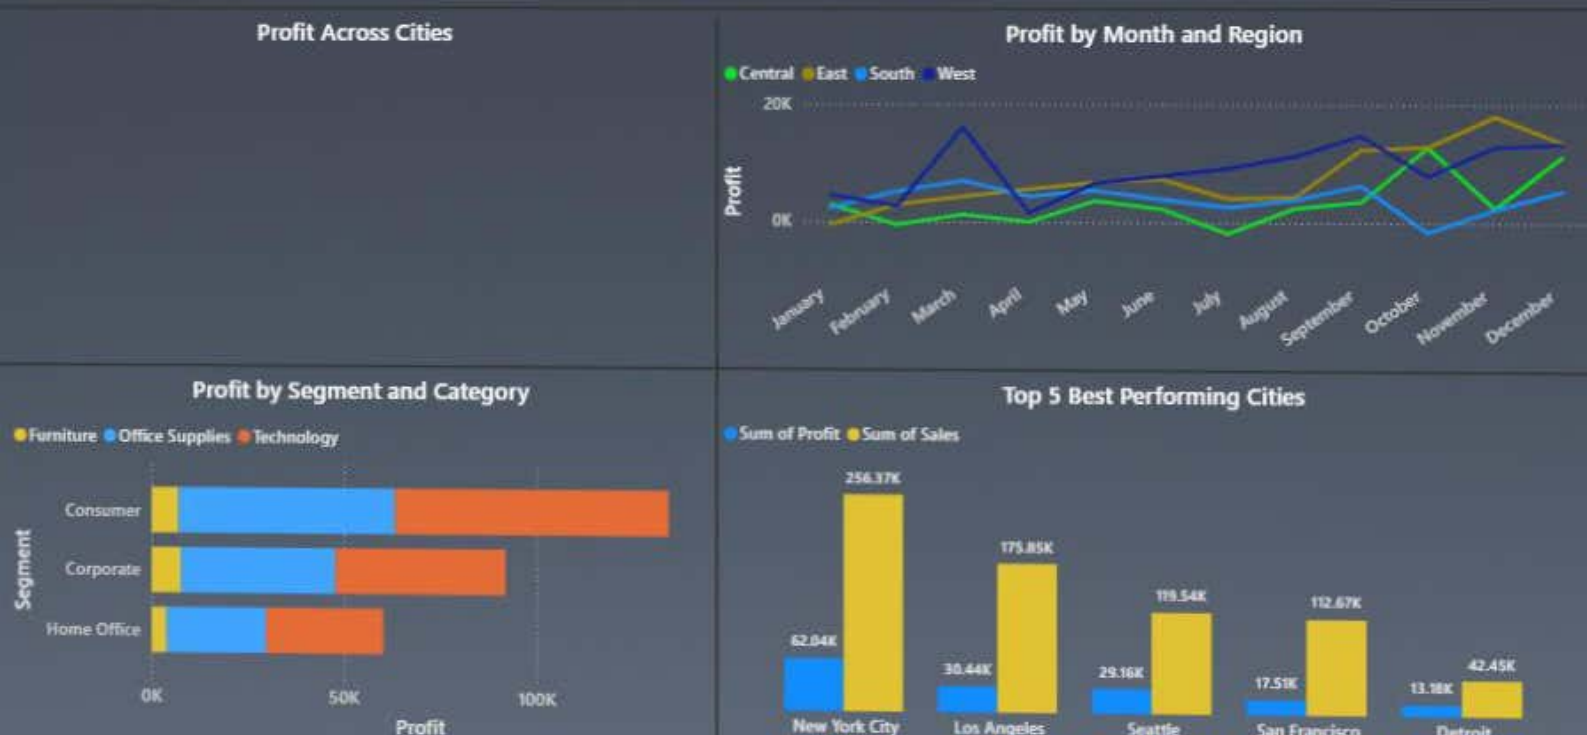 Profit Across Cities
Profit by Month and Region
Central East South West
20K
0K
Profit
January February March April May June July August September October November December
Profit by Segment and Category
Furniture Office Supplies Technology
Segment
Consumer
Corporate
Home Office
0K 50K 100K
Profit
Top 5 Best Performing Cities
Sum of Profit Sum of Sales
256.37K
175.85K
119.54K
112.67K
62.04K
30.44K
29.16K
17.51K
13.18K
42.45K
New York City Los Angeles Seattle San Francisco Detroit